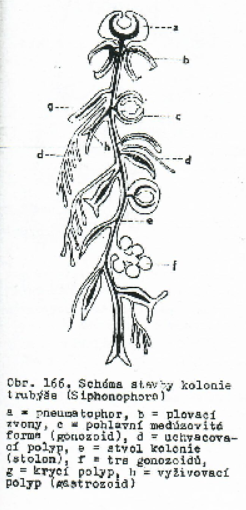 a
b
g
c
d
h
d
e
f
Obr. 166. Schéma stavby kolonie
trubýše (Siphonophora)
a = pneumatophor, b = plovací
zvony, c = pohlavní medúzovitá
forma (gonozoid), d = uchvacova-
cí polyp, e = stvol kolonie
(stolon), f = trs gonozoidů,
g = krycí polyp, h = vyživovací
polyp (gastrozoid)